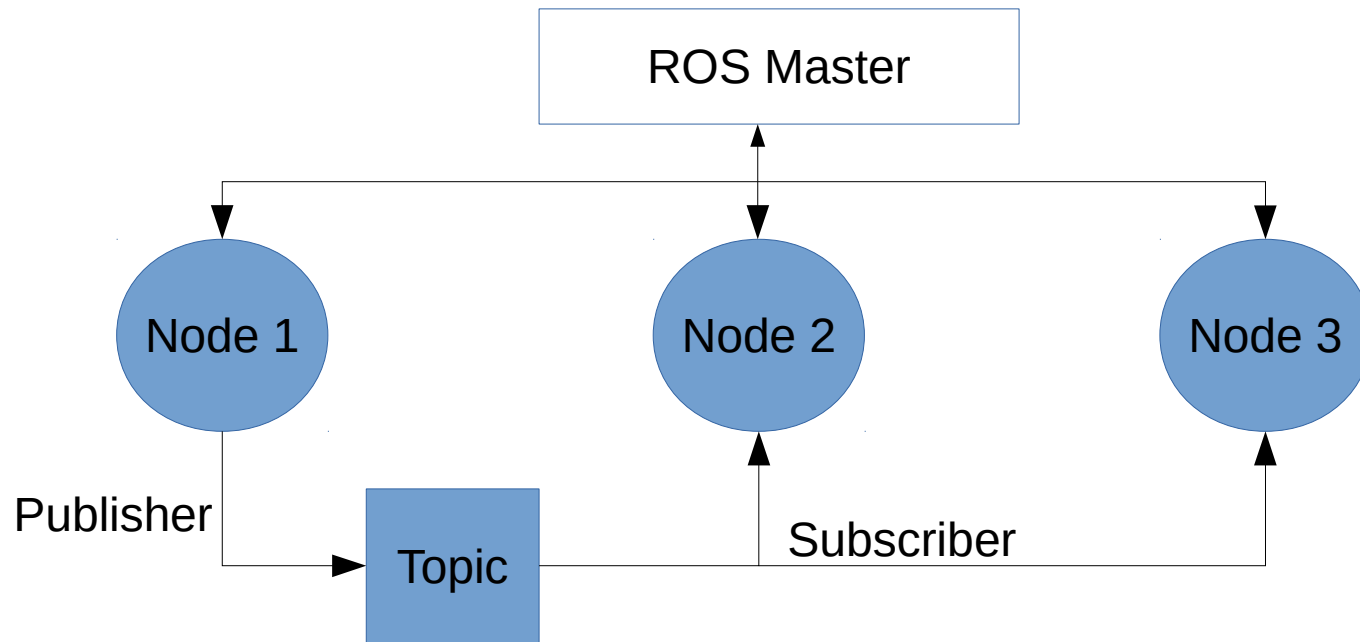 ROS Master
Node 1
Node 2
Node 3
Publisher
Subscriber
Topic